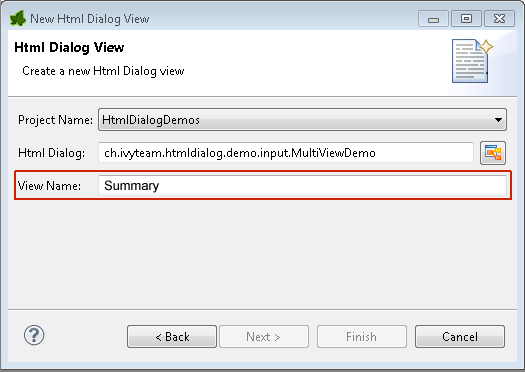 New Html Dialog View
Html Dialog View
Create a new Html Dialog view
Project Name: HtmlDialogDemos
Html Dialog: ch.ivyteam.htmldialog.demo.input.MultiViewDemo
View Name: Summary
?
< Back Next > Finish Cancel